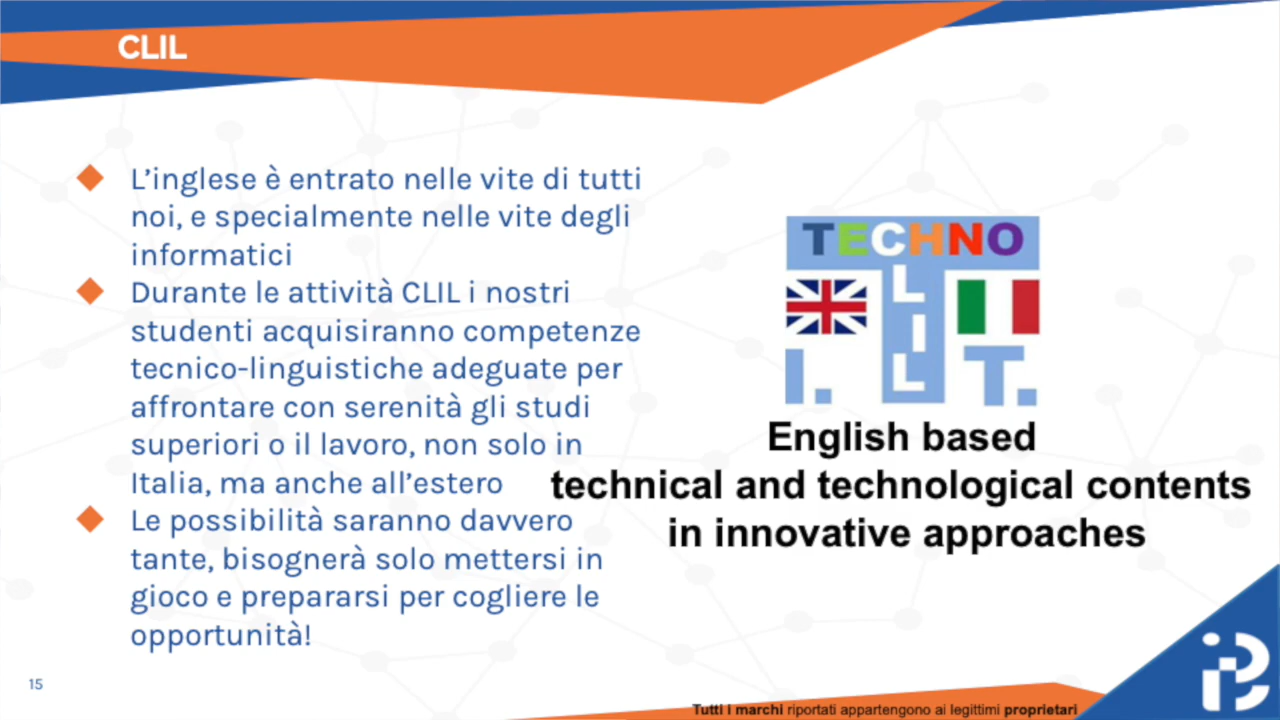 CLIL
L’inglese è entrato nelle vite di tutti
noi, e specialmente nelle vite degli
informatici
Durante le attività CLIL i nostri
studenti acquisiranno competenze
tecnico-linguistiche adeguate per
affrontare con serenità gli studi
superiori o il lavoro, non solo in
Italia, ma anche all’estero
Le possibilità saranno davvero
tante, bisognerà solo mettersi in
gioco e prepararsi per cogliere le
opportunità!
TECHNO
LIL
I. T.
English based
technical and technological contents
in innovative approaches
15
Tutti i marchi riportati appartengono ai legittimi proprietari